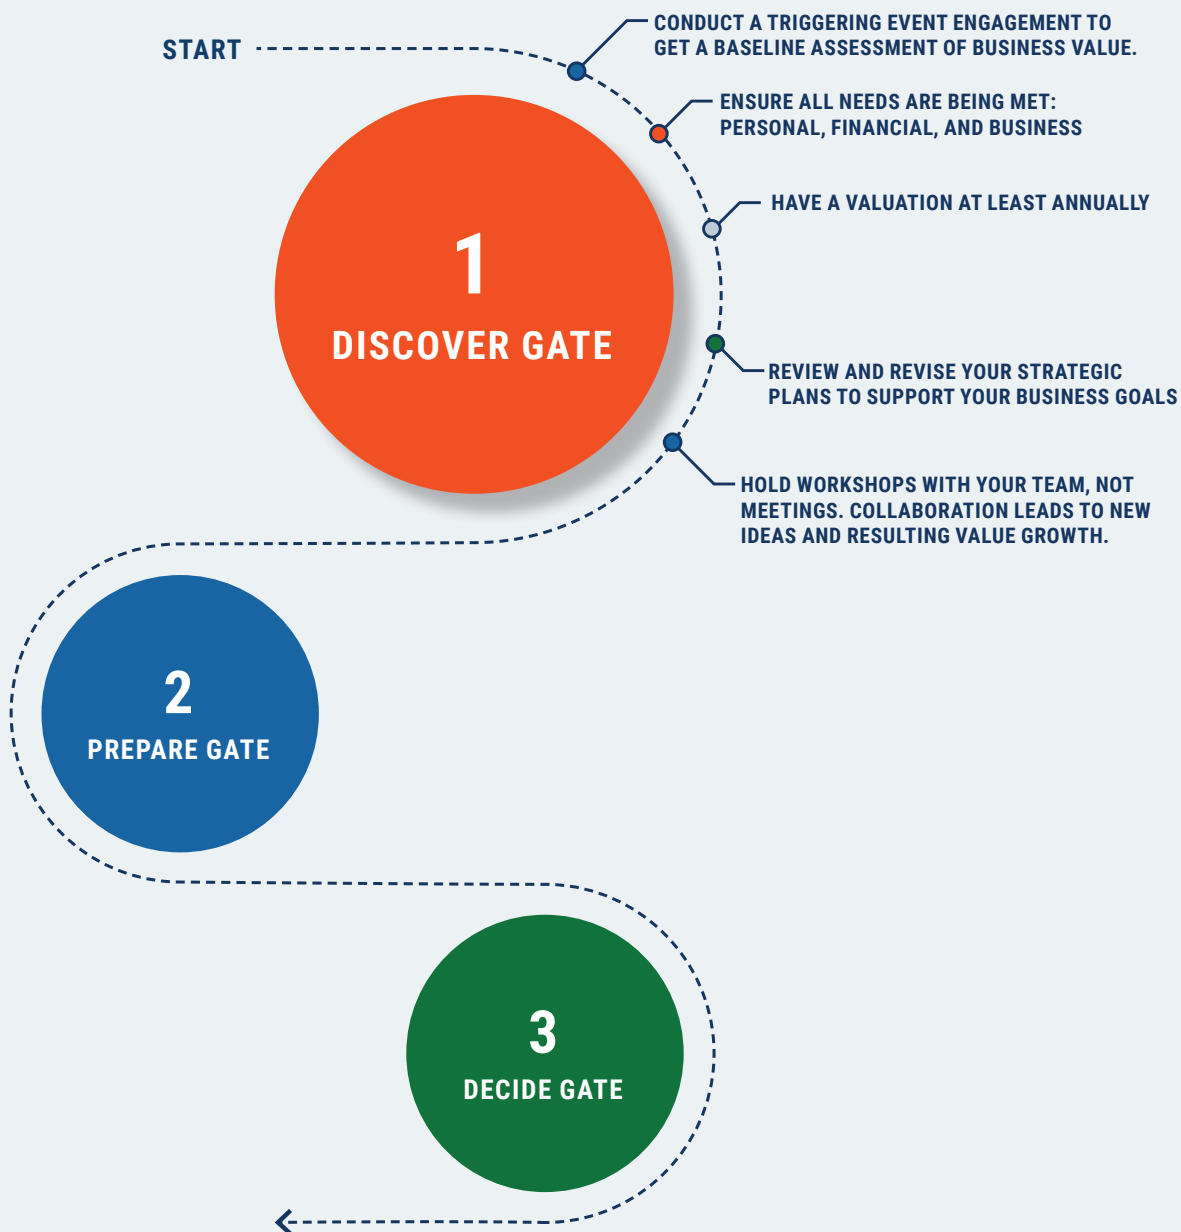 START
CONDUCT A TRIGGERING EVENT ENGAGEMENT TO
GET A BASELINE ASSESSMENT OF BUSINESS VALUE.
ENSURE ALL NEEDS ARE BEING MET:
PERSONAL, FINANCIAL, AND BUSINESS
HAVE A VALUATION AT LEAST ANNUALLY
1
DISCOVER GATE
REVIEW AND REVISE YOUR STRATEGIC
PLANS TO SUPPORT YOUR BUSINESS GOALS
HOLD WORKSHOPS WITH YOUR TEAM, NOT
MEETINGS. COLLABORATION LEADS TO NEW
IDEAS AND RESULTING VALUE GROWTH.
2
PREPARE GATE
3
DECIDE GATE